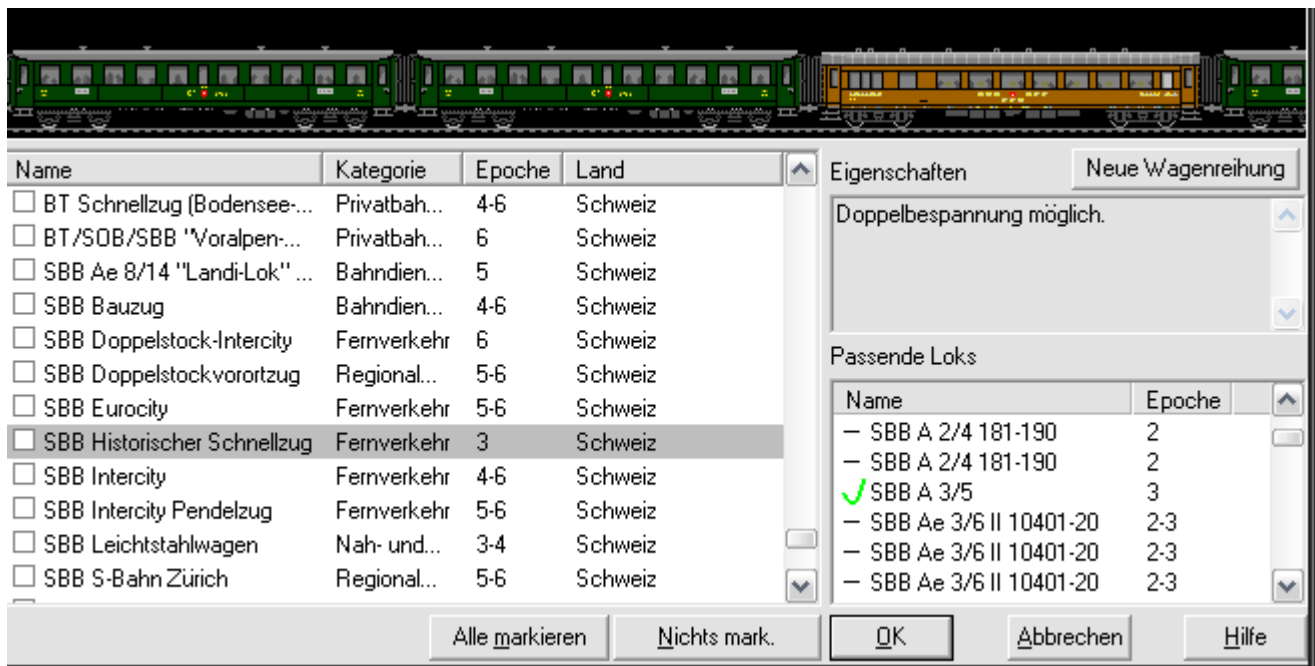 Name Kategorie Epoche Land
BT Schnellzug (Bodensee-... Privatbah... 4-6 Schweiz
BT/SOB/SBB "Voralpen-... Privatbah... 6 Schweiz
SBB Ae 8/14 "Landi-Lok" ... Bahndien... 5 Schweiz
SBB Bauzug Bahndien... 4-6 Schweiz
SBB Doppelstock-Intercity Fernverkehr 6 Schweiz
SBB Doppelstockvorortzug Regional... 5-6 Schweiz
SBB Eurocity Fernverkehr 5-6 Schweiz
SBB Historischer Schnellzug Fernverkehr 3 Schweiz
SBB Intercity Fernverkehr 4-6 Schweiz
SBB Intercity Pendelzug Fernverkehr 5-6 Schweiz
SBB Leichtstahlwagen Nah- und... 3-4 Schweiz
SBB S-Bahn Zürich Regional... 5-6 Schweiz
Alle markieren Nichts mark.
Eigenschaften Neue Wagenreihung
Doppelbespannung möglich.
Passende Loks
Name Epoche
SBB A 2/4 181-190 2
SBB A 2/4 181-190 2
SBB A 3/5 3
SBB Ae 3/6 II 10401-20 2-3
SBB Ae 3/6 II 10401-20 2-3
SBB Ae 3/6 II 10401-20 2-3
OK Abbrechen Hilfe